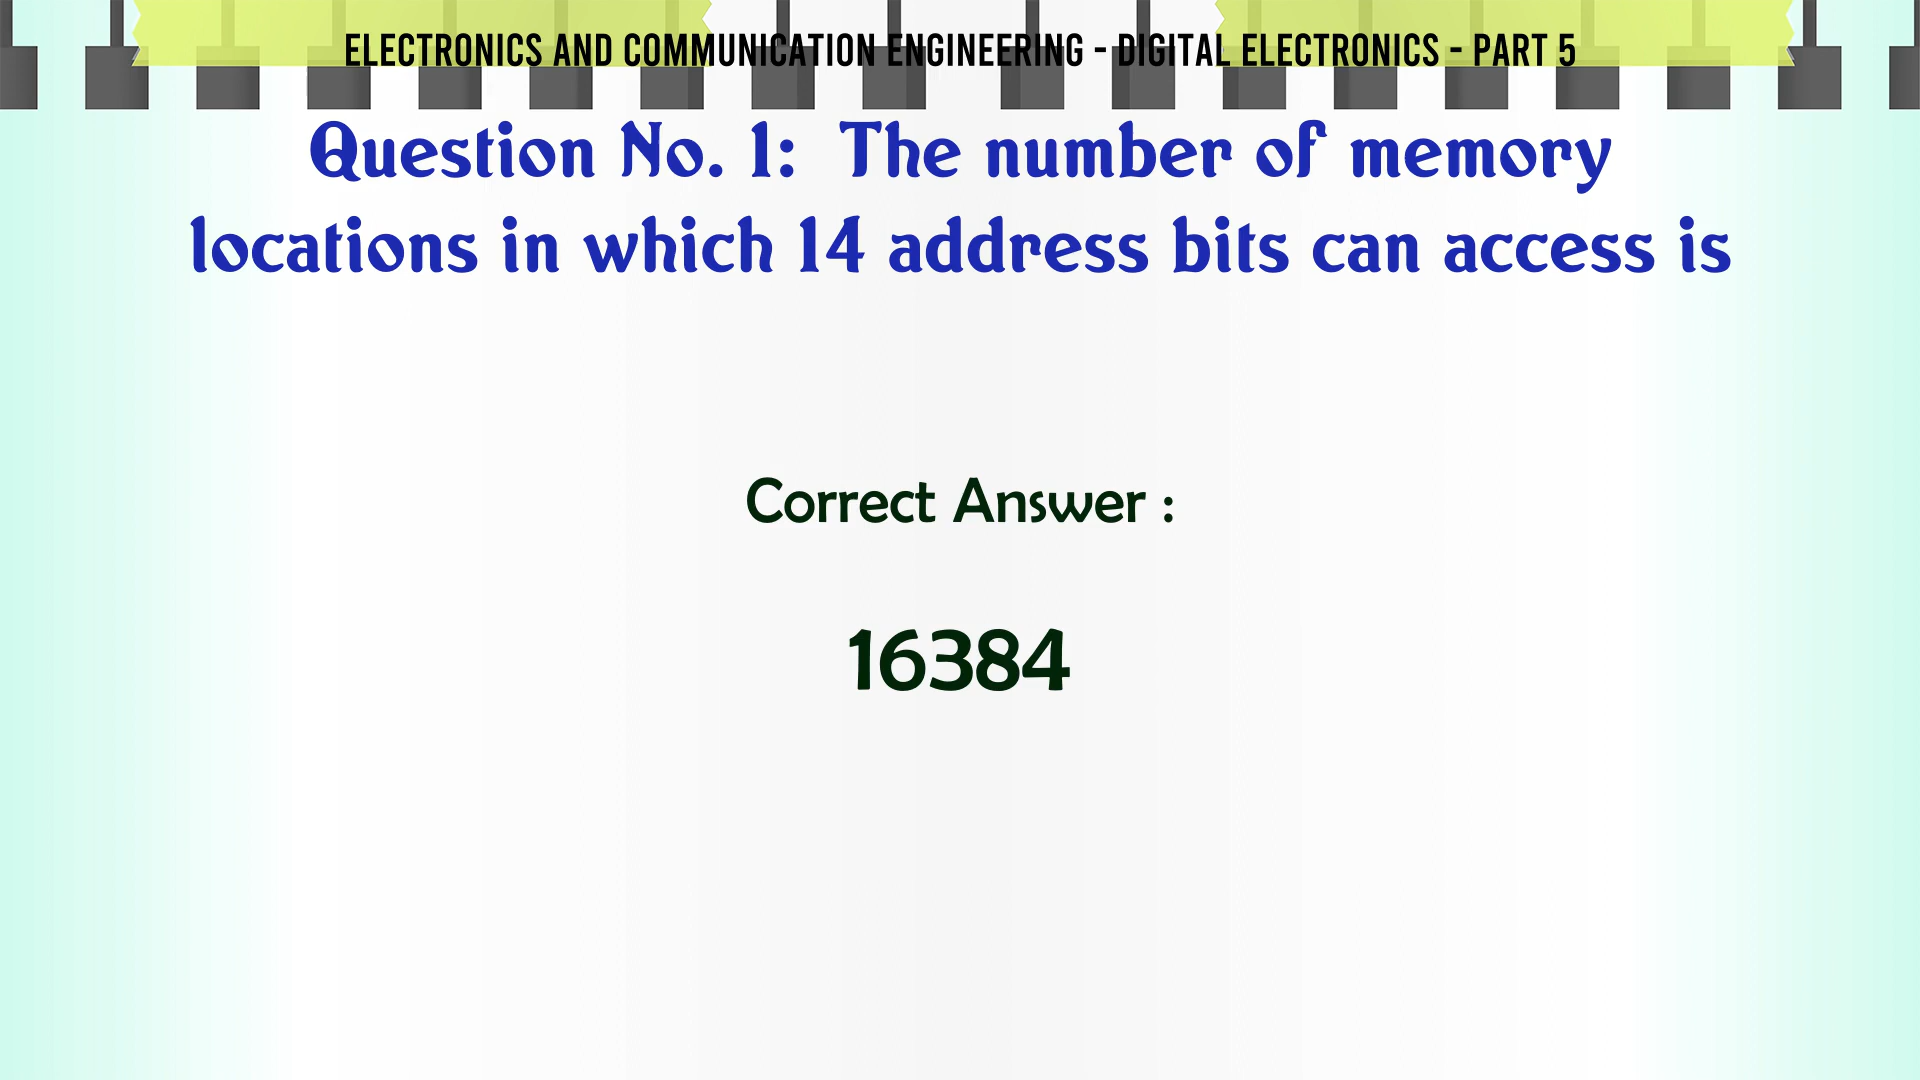 ELECTRONICS AND COMMUNICATION ENGINEERING - DIGITAL ELECTRONICS - PART 5
Question No. 1: The number of memory
locations in which 14 address bits can access is
Correct Answer :
16384